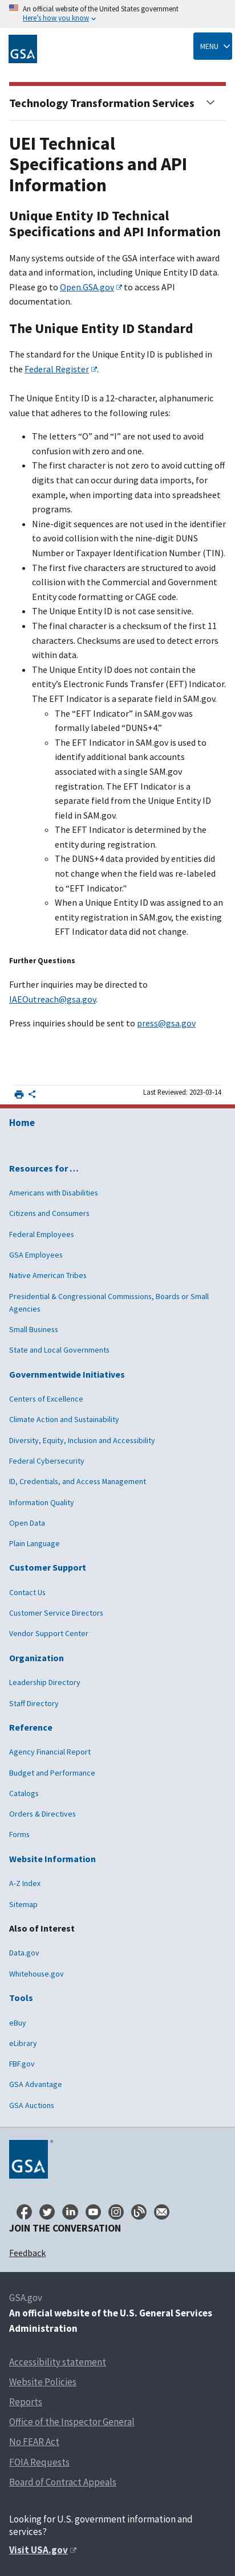 An official website of the United States government
Here's how you know
GSA
MENU
Technology Transformation Services
UEI Technical
Specifications and API
Information
Unique Entity ID Technical
Specifications and API Information
Many systems outside of the GSA interface with award
data and information, including Unique Entity ID data.
Please go to Open.GSA.gov to access API
documentation.
The Unique Entity ID Standard
The standard for the Unique Entity ID is published in
the Federal Register.
The Unique Entity ID is a 12-character, alphanumeric
value that adheres to the following rules:
• The letters “O” and “I” are not used to avoid
confusion with zero and one.
• The first character is not zero to avoid cutting off
digits that can occur during data imports, for
example, when importing data into spreadsheet
programs.
• Nine-digit sequences are not used in the identifier
to avoid collision with the nine-digit DUNS
Number or Taxpayer Identification Number (TIN).
• The first five characters are structured to avoid
collision with the Commercial and Government
Entity code formatting or CAGE code.
• The Unique Entity ID is not case sensitive.
• The final character is a checksum of the first 11
characters. Checksums are used to detect errors
within data.
• The Unique Entity ID does not contain the
entity’s Electronic Funds Transfer (EFT) Indicator.
The EFT Indicator is a separate field in SAM.gov.
◦ The “EFT Indicator” in SAM.gov was
formally labeled “DUNS+4.”
◦ The EFT Indicator in SAM.gov is used to
identify additional bank accounts
associated with a single SAM.gov
registration. The EFT Indicator is a
separate field from the Unique Entity ID
field in SAM.gov.
◦ The EFT Indicator is determined by the
entity during registration.
◦ The DUNS+4 data provided by entities did
not change when the field was re-labeled
to “EFT Indicator.”
◦ When a Unique Entity ID was assigned to an
entity registration in SAM.gov, the existing
EFT Indicator data did not change.
Further Questions
Further inquiries may be directed to
IAEOutreach@gsa.gov.
Press inquiries should be sent to press@gsa.gov
Last Reviewed: 2023-03-14
Home
Resources for …
Americans with Disabilities
Citizens and Consumers
Federal Employees
GSA Employees
Native American Tribes
Presidential & Congressional Commissions, Boards or Small
Agencies
Small Business
State and Local Governments
Governmentwide Initiatives
Centers of Excellence
Climate Action and Sustainability
Diversity, Equity, Inclusion and Accessibility
Federal Cybersecurity
ID, Credentials, and Access Management
Information Quality
Open Data
Plain Language
Customer Support
Contact Us
Customer Service Directors
Vendor Support Center
Organization
Leadership Directory
Staff Directory
Reference
Agency Financial Report
Budget and Performance
Catalogs
Orders & Directives
Forms
Website Information
A-Z Index
Sitemap
Also of Interest
Data.gov
Whitehouse.gov
Tools
eBuy
eLibrary
FBF.gov
GSA Advantage
GSA Auctions
GSA
JOIN THE CONVERSATION
Feedback
GSA.gov
An official website of the U.S. General Services
Administration
Accessibility statement
Website Policies
Reports
Office of the Inspector General
No FEAR Act
FOIA Requests
Board of Contract Appeals
Looking for U.S. government information and
services?
Visit USA.gov